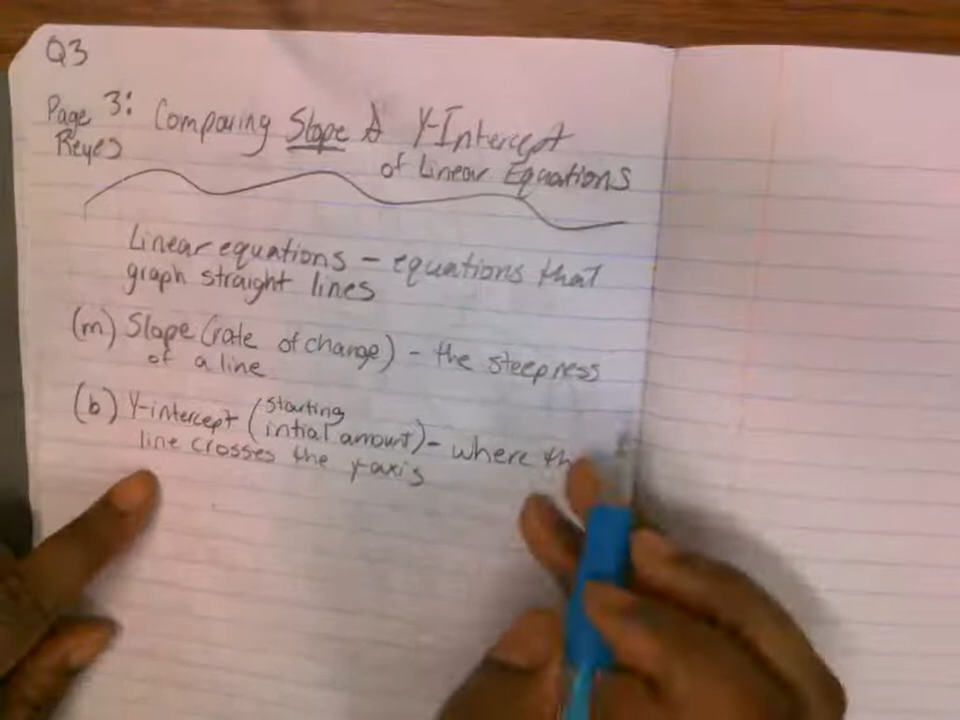 Q3
Page 3: Comparing Slope & Y-Intercept
Reyes of Linear Equations
Linear equations - equations that
graph straight lines
(m) Slope (rate of change) - the steepness
of a line
(b) Y-intercept (starting
intial amount) - where th
line crosses the y-axis